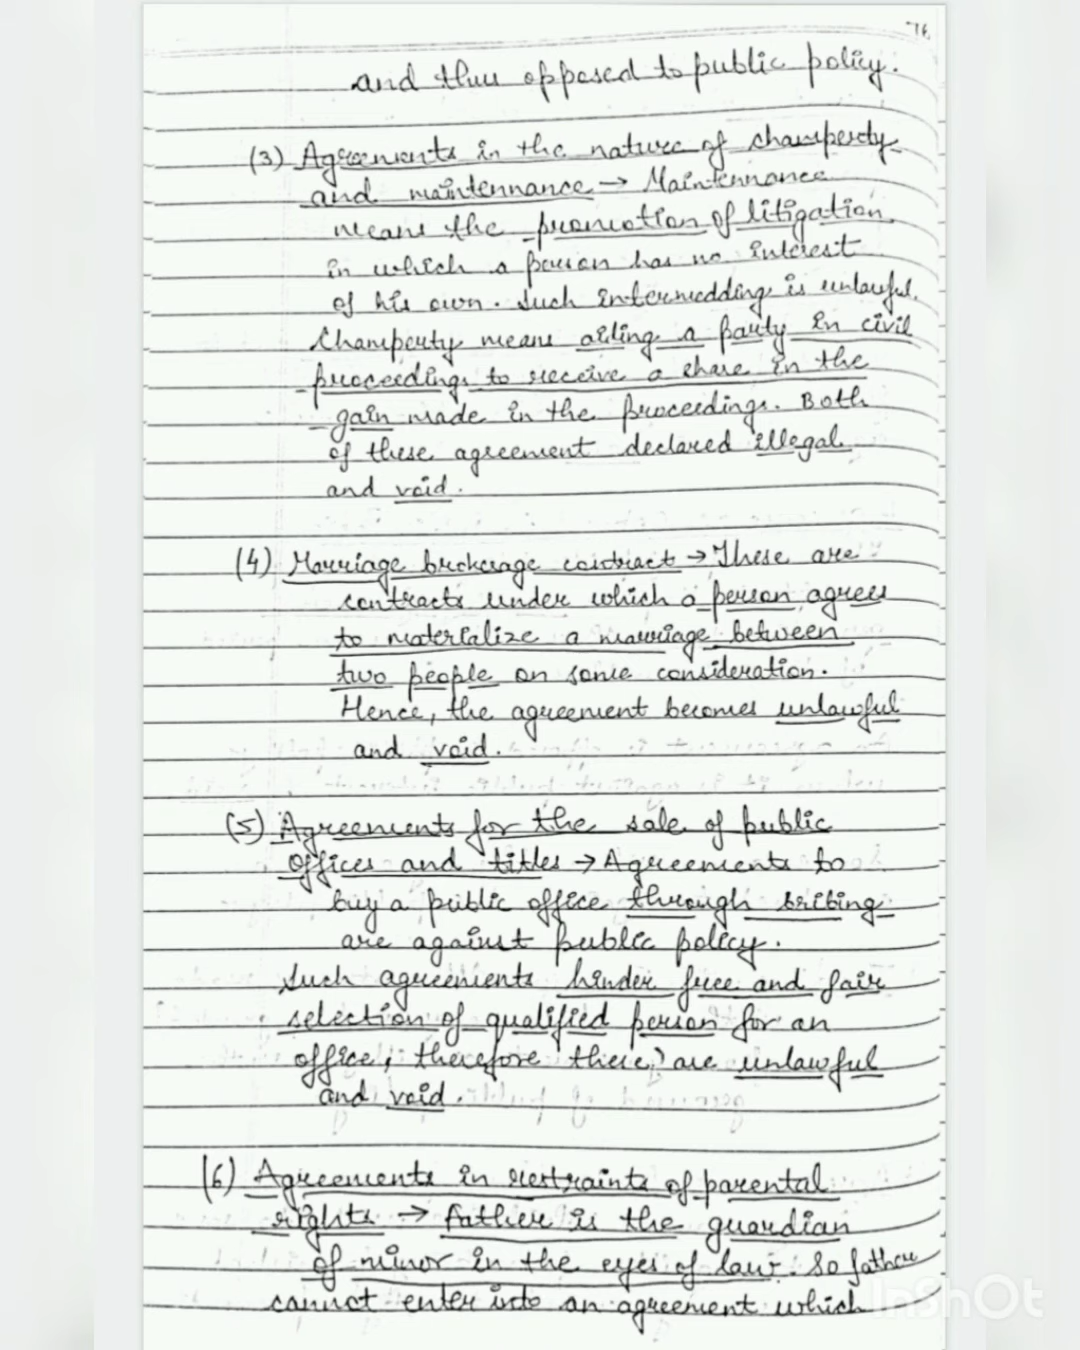 76
and thus opposed to public policy.
(3) Agreements in the nature of champerty
and maintennance → Maintennance
means the promotion of litigation
in which a person has no interest
of his own. Such intermedding is unlawful.
Champerty means aiding a party in civil
proceedings to receive a share in the
gain made in the proceedings. Both
of these agreement declared illegal
and void.
(4) Marriage brokerage contract → These are
contracts under which a person agrees
to materialize a marriage between
two people on some consideration.
Hence, the agreement becomes unlawful
and void.
(5) Agreements for the sale of public
offices and titles → Agreements to
buy a public office through bribing
are against public policy.
Such agreements hinder free and fair
selection of qualified person for an
office, therefore these are unlawful
and void.
(6) Agreements in restraints of parental
rights → Father is the guardian
of minor in the eyes of law. So father
cannot enter into an agreement which
InShOt